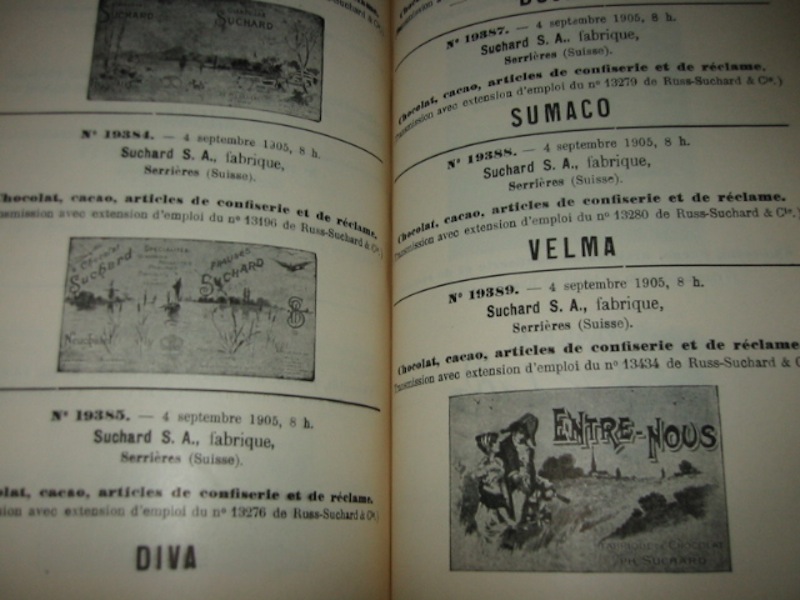 SUCHARD
SUCHARD
Nº 19384. — 4 septembre 1905, 8 h.
Suchard S. A., fabrique,
Serrières (Suisse).
Chocolat, cacao, articles de confiserie et de réclame.
avec extension d'emploi du nº 13196 de Russ-Suchard & Cie.)
Suchard
SUCHARD
Neuchâtel
Nº 19385. — 4 septembre 1905, 8 h.
Suchard S. A., fabrique,
Serrières (Suisse).
cacao, articles de confiserie et de réclame.
avec extension d'emploi du nº 13276 de Russ-Suchard & Cie.)
DIVA
Nº 19387. — 4 septembre 1905, 8 h.
Suchard S. A., fabrique,
Serrières (Suisse).
Chocolat, cacao, articles de confiserie et de réclame.
avec extension d'emploi du nº 13279 de Russ-Suchard & Cie.)
SUMACO
Nº 19388. — 4 septembre 1905, 8 h.
Suchard S. A., fabrique,
Serrières (Suisse).
Chocolat, cacao, articles de confiserie et de réclame.
avec extension d'emploi du nº 13280 de Russ-Suchard & Cie.)
VELMA
Nº 19389. — 4 septembre 1905, 8 h.
Suchard S. A., fabrique,
Serrières (Suisse).
Chocolat, cacao, articles de confiserie et de réclame
avec extension d'emploi du nº 13434 de Russ-Suchard &
ENTRE-NOUS
CHOCOLAT
PH. SUCHARD